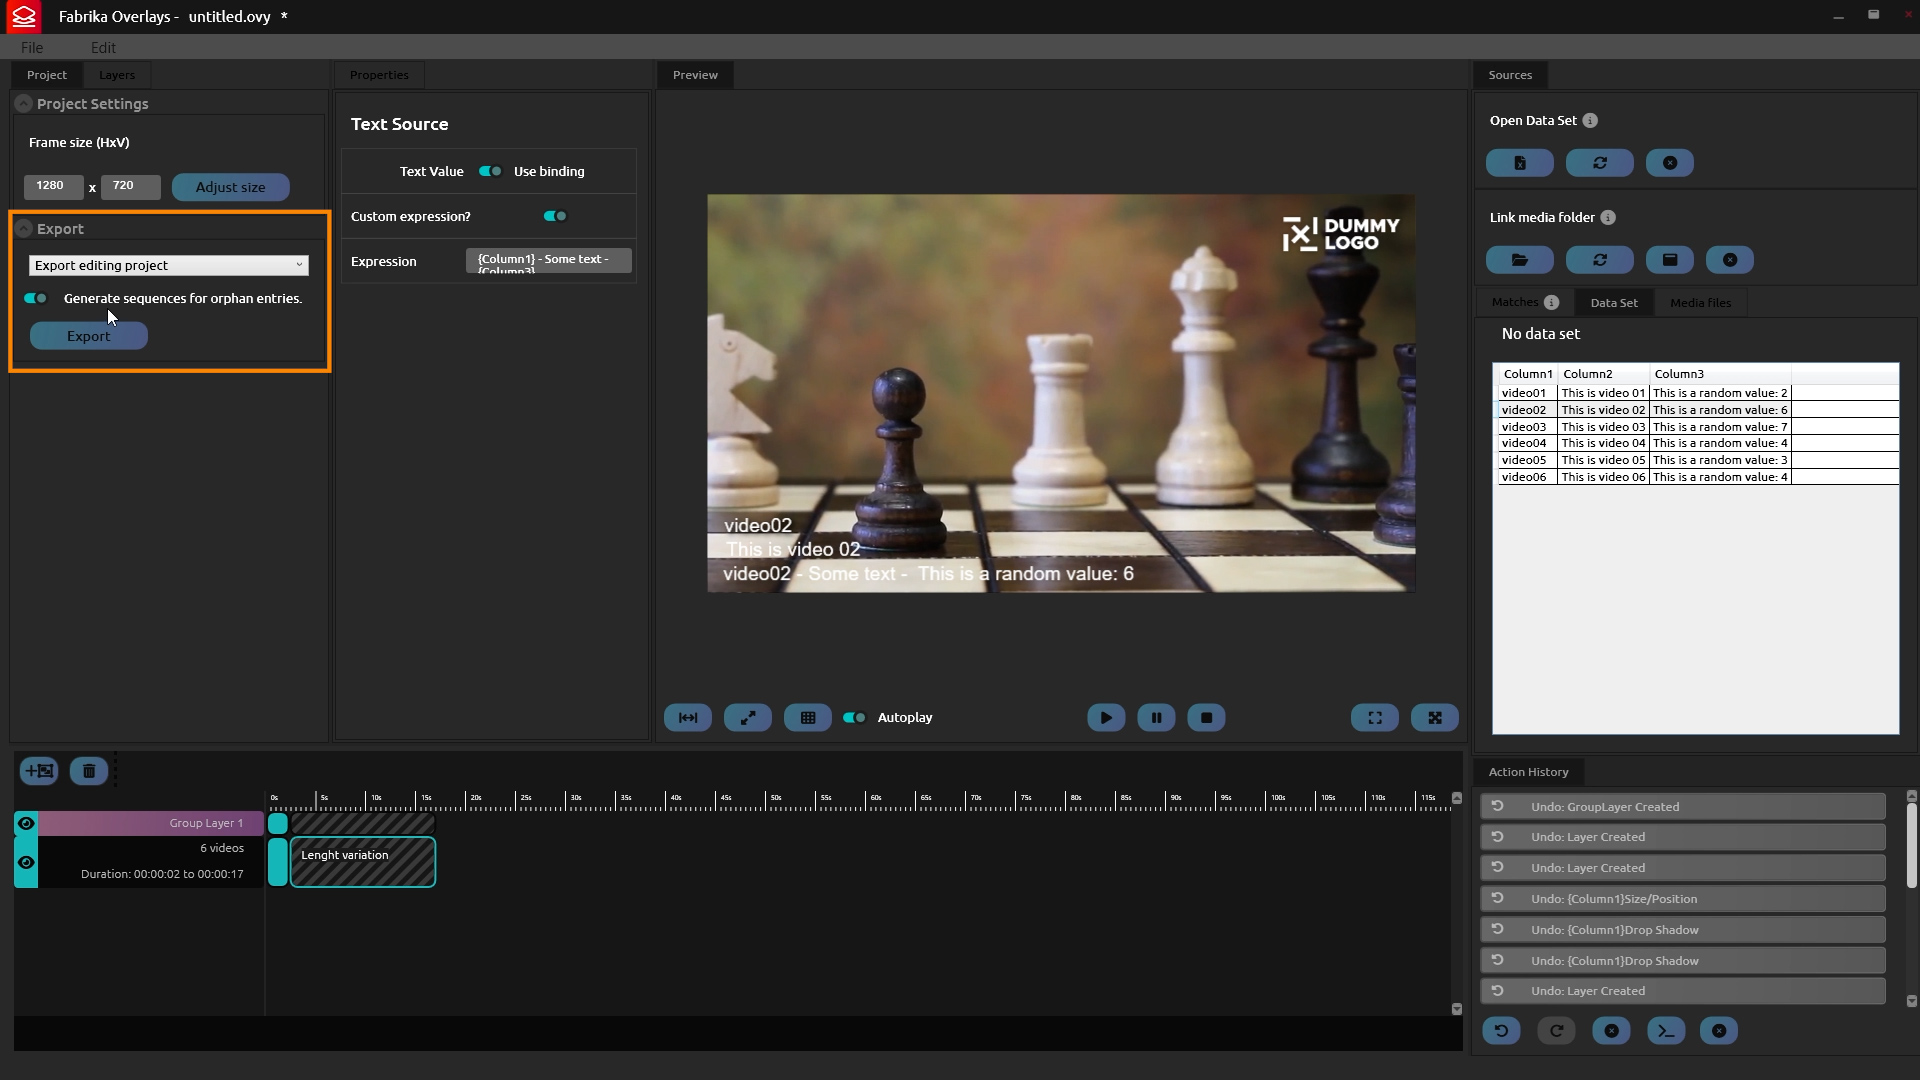 Fabrika Overlays - untitled.ovy *
File Edit
Project Layers
Project Settings
Frame size (HxV)
1280 x 720 Adjust size
Export
Export editing project
Generate sequences for orphan entries.
Export
Properties
Text Source
Text Value Use binding
Custom expression?
Expression {Column1} - Some text -
{Column3}
Preview
DUMMY
LOGO
video02
This is video 02
video02 - Some text - This is a random value: 6
Autoplay
Sources
Open Data Set
Link media folder
Matches Data Set Media files
No data set
Column1 Column2 Column3
video01 This is video 01 This is a random value: 2
video02 This is video 02 This is a random value: 6
video03 This is video 03 This is a random value: 7
video04 This is video 04 This is a random value: 4
video05 This is video 05 This is a random value: 3
video06 This is video 06 This is a random value: 4
0s 5s 10s 15s 20s 25s 30s 35s 40s 45s 50s 55s 60s 65s 70s 75s 80s 85s 90s 95s 100s 105s 110s 115s
Group Layer 1
6 videos
Duration: 00:00:02 to 00:00:17
Lenght variation
Action History
Undo: GroupLayer Created
Undo: Layer Created
Undo: Layer Created
Undo: {Column1}Size/Position
Undo: {Column1}Drop Shadow
Undo: {Column1}Drop Shadow
Undo: Layer Created